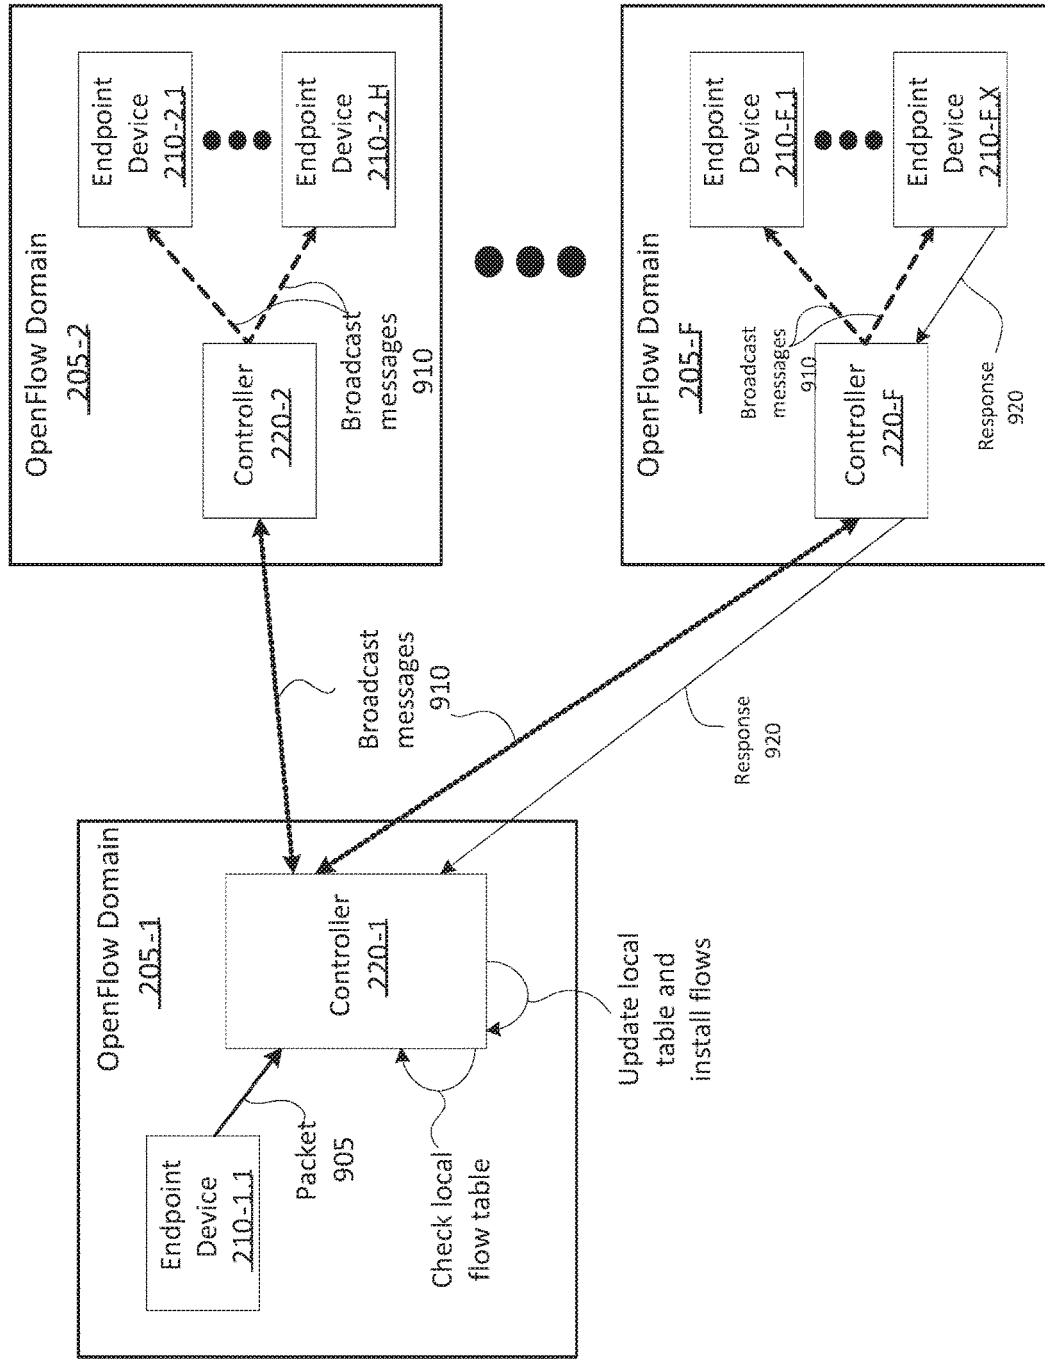 OpenFlow Domain
205-1
Endpoint
Device
210-1.1
Packet
905
Controller
220-1
Check local
flow table
Update local
table and
install flows
Broadcast
messages
910
Response
920
OpenFlow Domain
205-2
Controller
220-2
Broadcast
messages
910
Endpoint
Device
210-2.1
Endpoint
Device
210-2.H
OpenFlow Domain
205-F
Controller
220-F
Broadcast
messages
910
Response
920
Endpoint
Device
210-F.1
Endpoint
Device
210-F.X